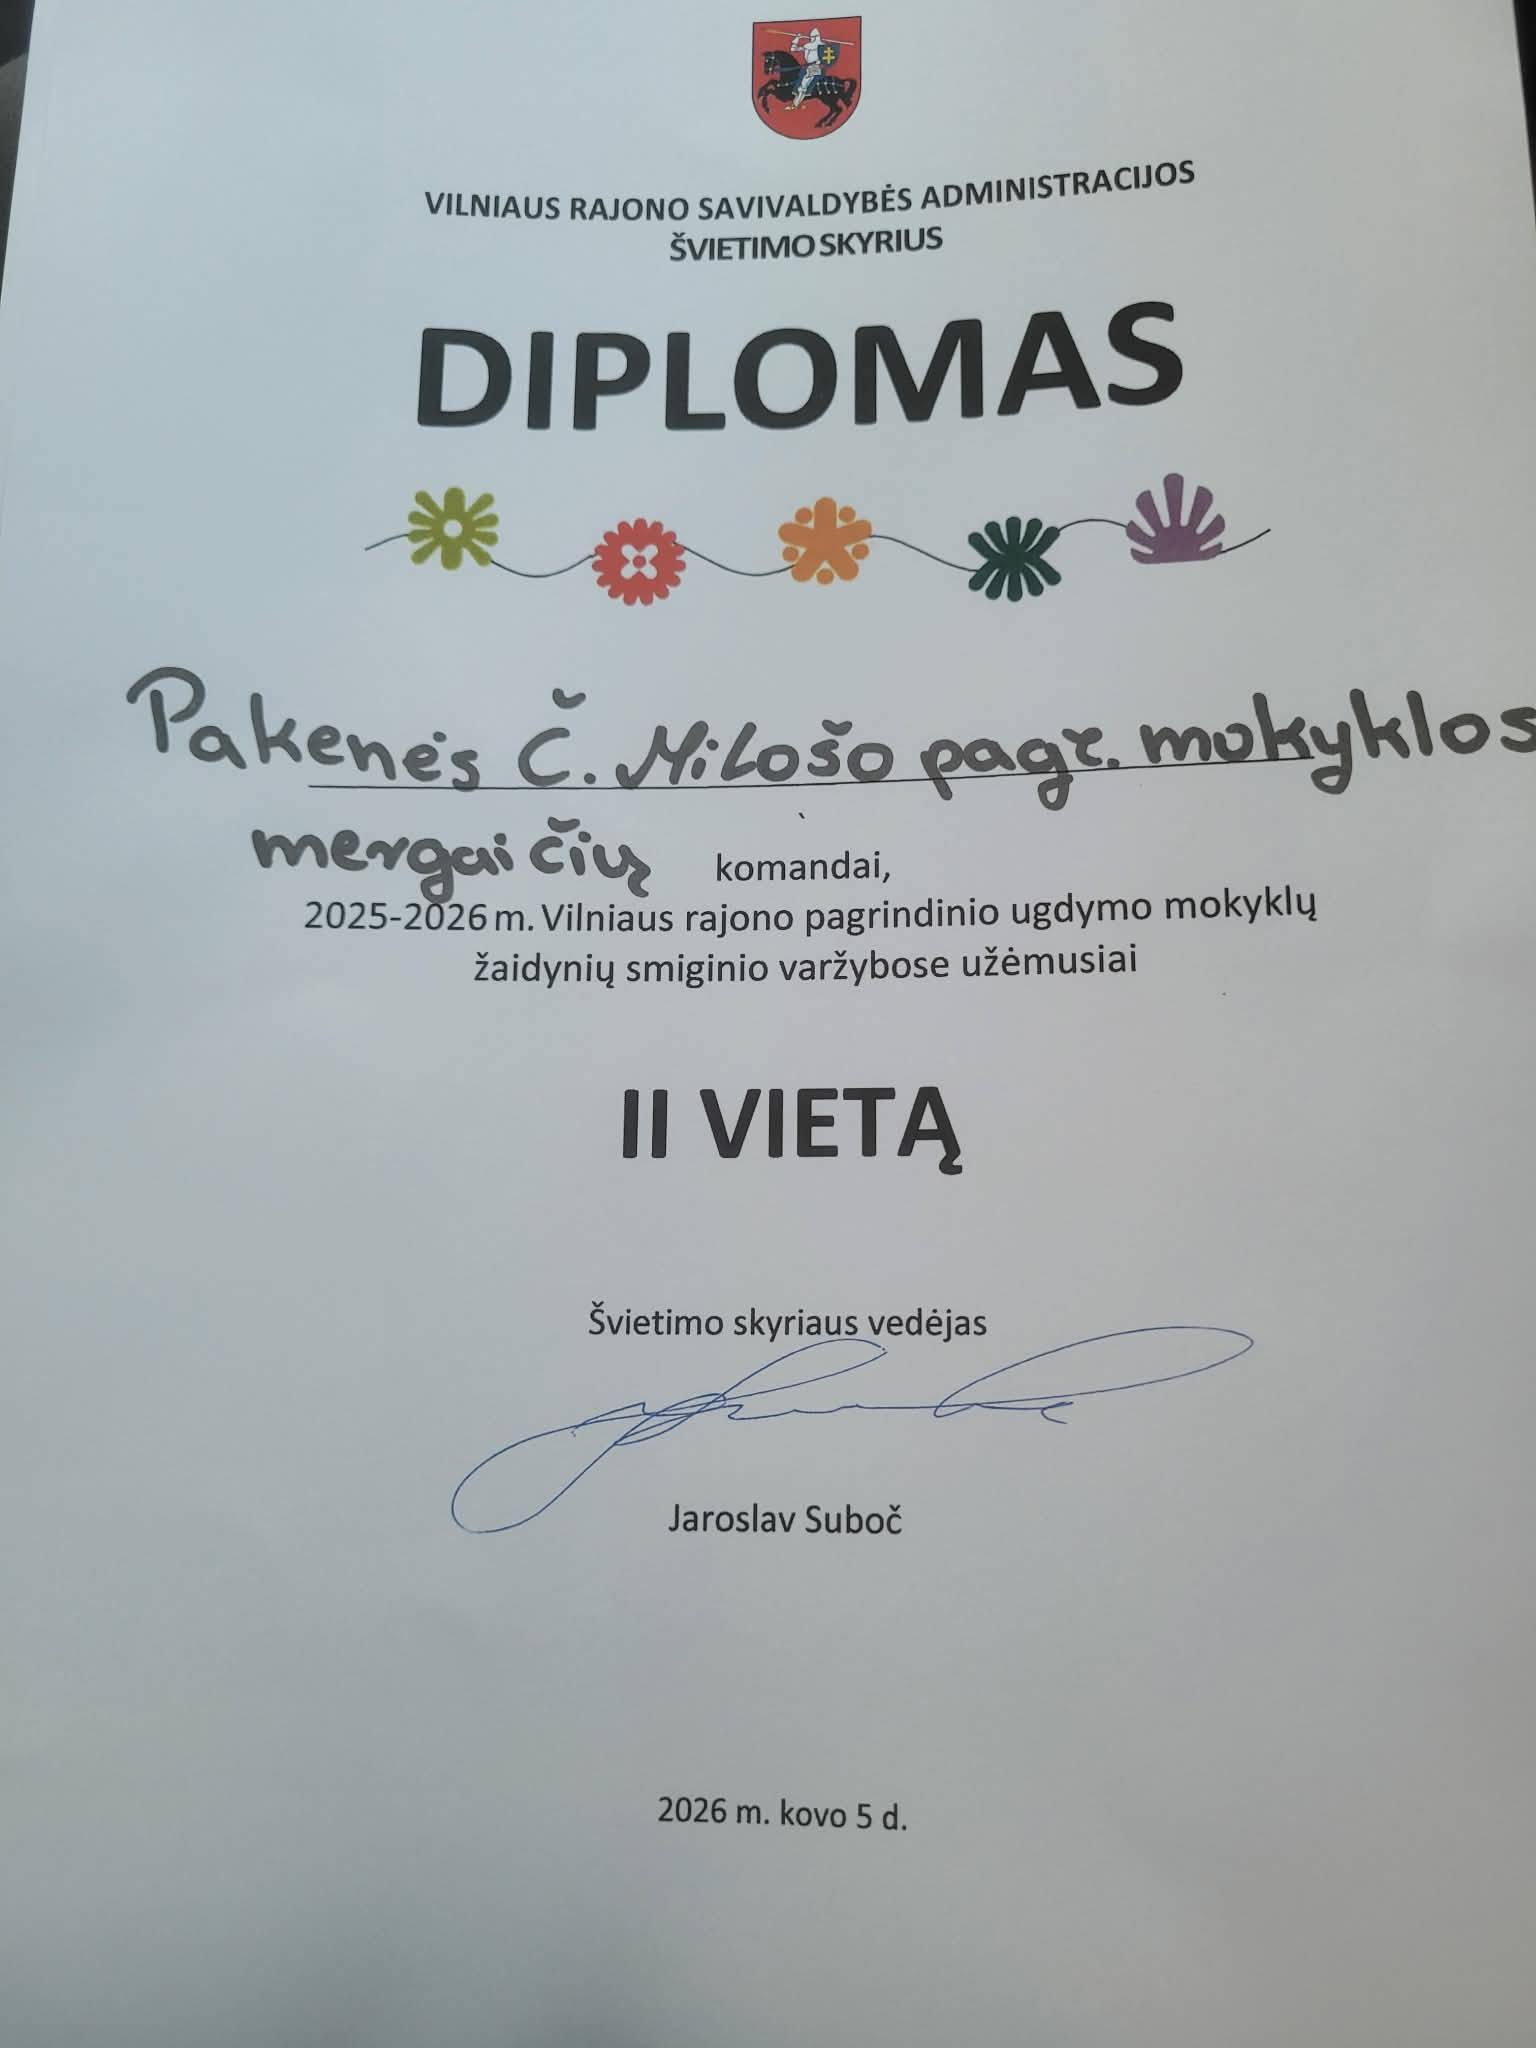 VILNIAUS RAJONO SAVIVALDYBĖS ADMINISTRACIJOS
ŠVIETIMO SKYRIUS
DIPLOMAS
Pakenės Č. Milošo pagr. mokyklos
mergaičių komandai,
2025-2026 m. Vilniaus rajono pagrindinio ugdymo mokyklų
žaidynių smiginio varžybose užėmusiai
II VIETĄ
Švietimo skyriaus vedėjas
Jaroslav Suboč
2026 m. kovo 5 d.